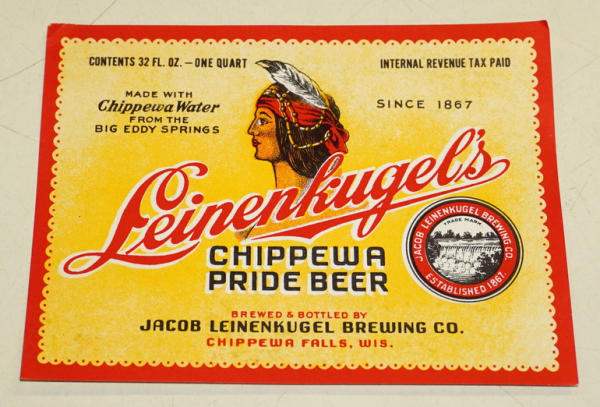 CONTENTS 32 FL. OZ. — ONE QUART
INTERNAL REVENUE TAX PAID
MADE WITH
Chippewa Water
FROM THE
BIG EDDY SPRINGS
SINCE 1867
Leinenkugel's
CHIPPEWA
PRIDE BEER
JACOB LEINENKUGEL BREWING CO.
TRADE MARK
ESTABLISHED 1867.
BREWED & BOTTLED BY
JACOB LEINENKUGEL BREWING CO.
CHIPPEWA FALLS, WIS.